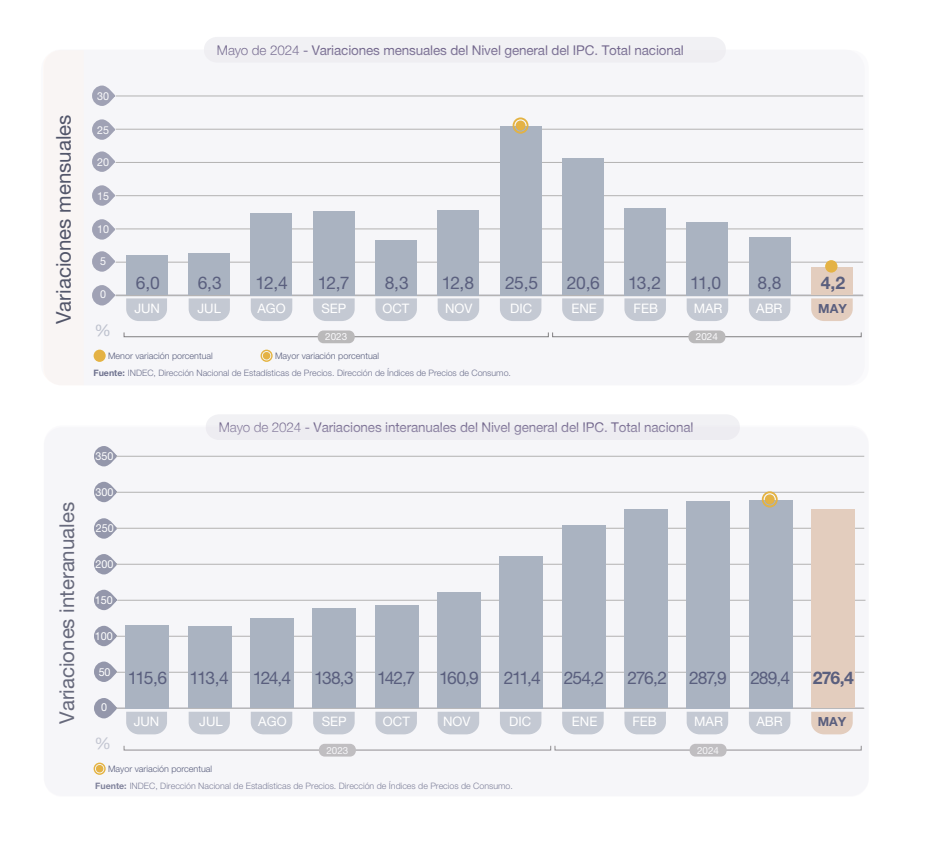 Mayo de 2024 - Variaciones mensuales del Nivel general del IPC. Total nacional
Variaciones mensuales
30
25
20
15
10
5
0
6,0 6,3 12,4 12,7 8,3 12,8 25,5 20,6 13,2 11,0 8,8 4,2
JUN JUL AGO SEP OCT NOV DIC ENE FEB MAR ABR MAY
%
2023 2024
Menor variación porcentual Mayor variación porcentual
Fuente: INDEC, Dirección Nacional de Estadísticas de Precios. Dirección de Índices de Precios de Consumo.
Mayo de 2024 - Variaciones interanuales del Nivel general del IPC. Total nacional
Variaciones interanuales
350
300
250
200
150
100
50
0
115,6 113,4 124,4 138,3 142,7 160,9 211,4 254,2 276,2 287,9 289,4 276,4
JUN JUL AGO SEP OCT NOV DIC ENE FEB MAR ABR MAY
%
2023 2024
Mayor variación porcentual
Fuente: INDEC, Dirección Nacional de Estadísticas de Precios. Dirección de Índices de Precios de Consumo.